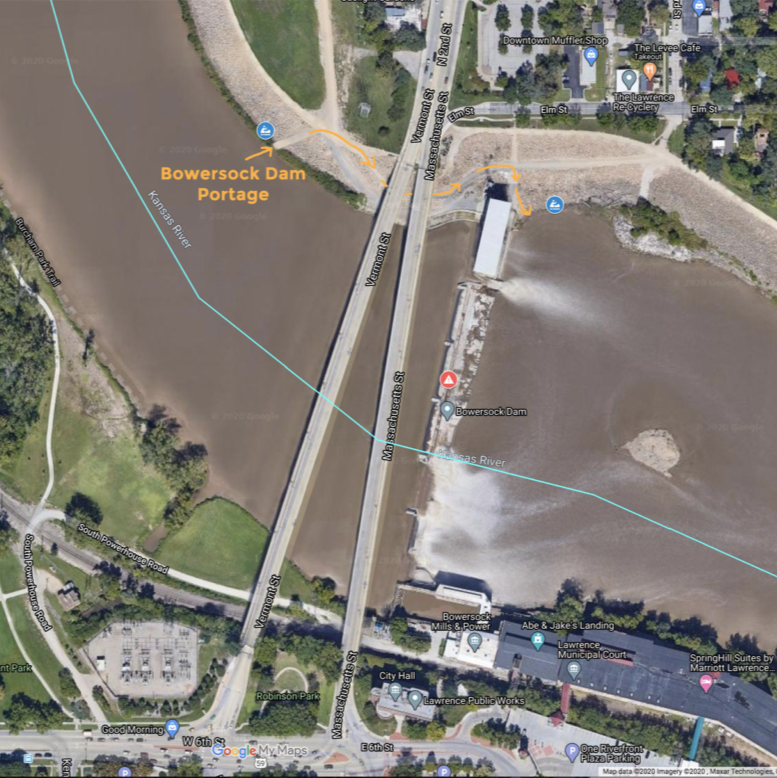 N 2nd St
Downtown Muffler Shop
The Levee Cafe
Takeout
The Lawrence
Re-Cyclery
Elm St
Elm St
Elm St
Vermont St
Massachusetts St
Bowersock Dam
Portage
Kansas River
Burcham Park Trail
Vermont St
Massachusetts St
Bowersock Dam
Kansas River
South Powerhouse Road
South Powerhouse Road
Vermont St
Bowersock
Mills & Power
Abe & Jake's Landing
Lawrence
Municipal Court
SpringHill Suites by
Marriott Lawrence...
City Hall
Lawrence Public Works
Robinson Park
Massachusetts St
Good Morning
W 6th St
Google My Maps
59
E 6th St
One Riverfront
Plaza Parking
Map data ©2020 Imagery ©2020 , Maxar Technologies